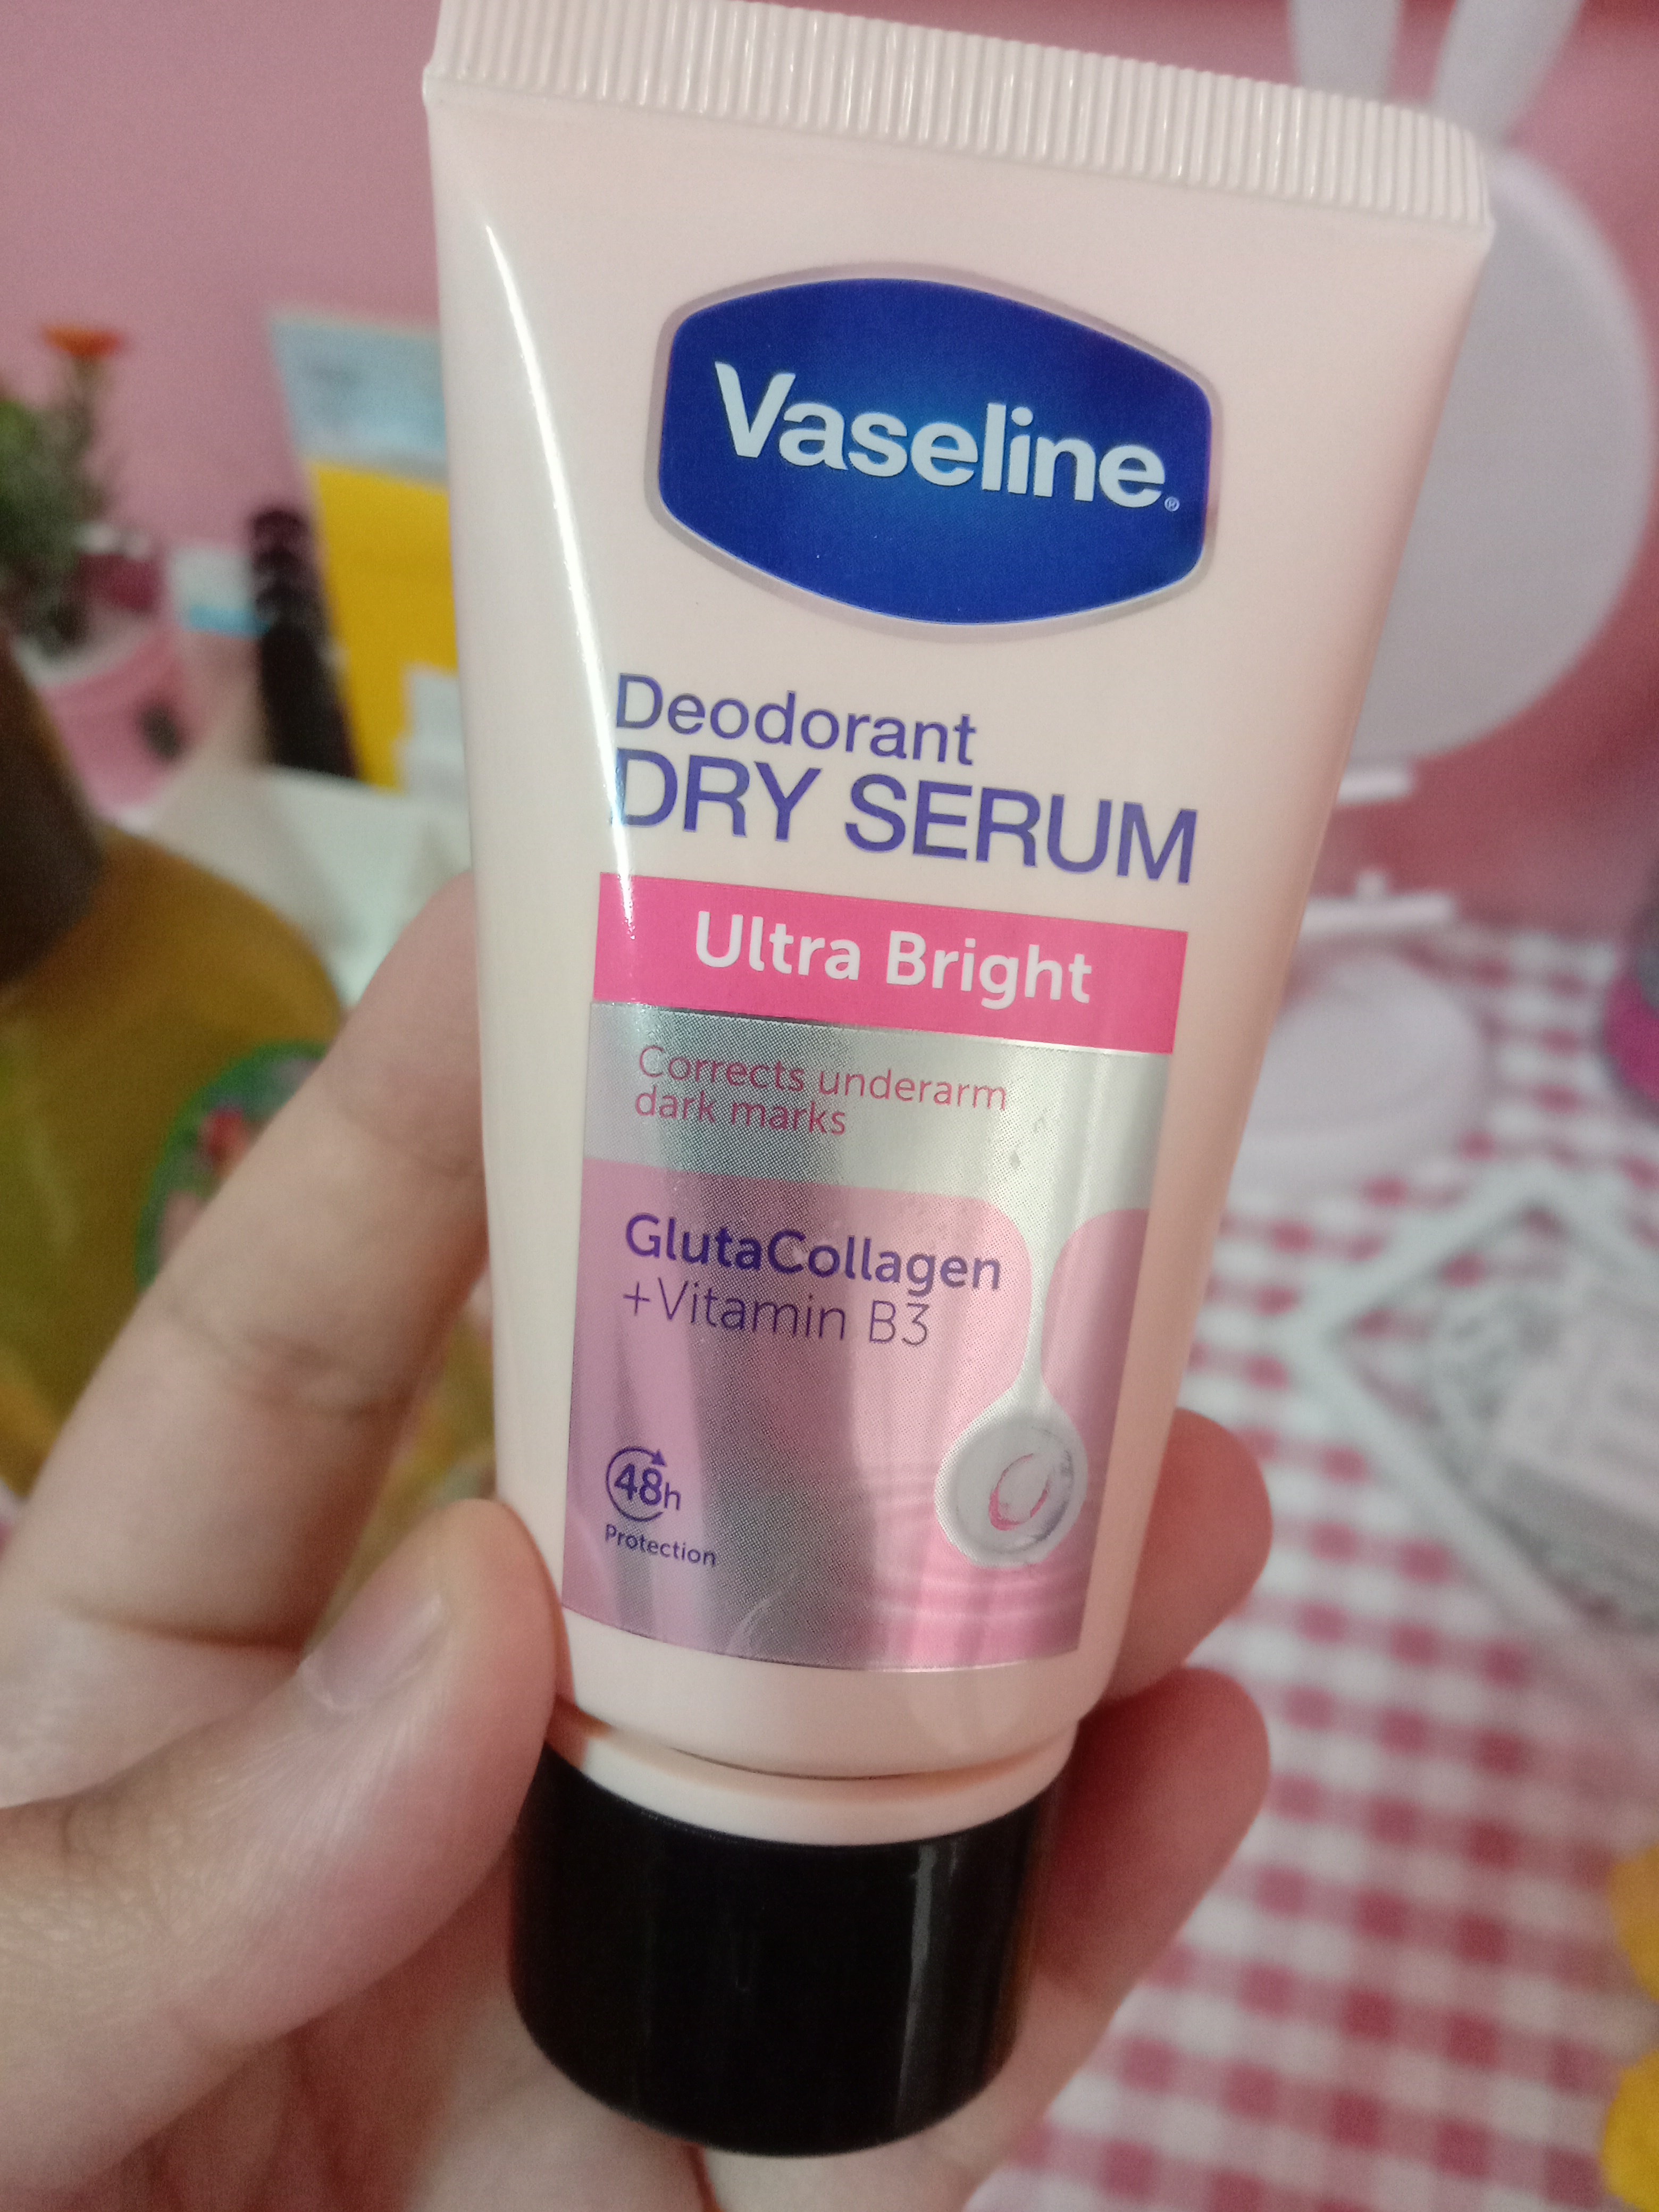 Vaseline®
Deodorant
DRY SERUM
Ultra Bright
Corrects underarm
dark marks
GlutaCollagen
+Vitamin B3
48h
Protection